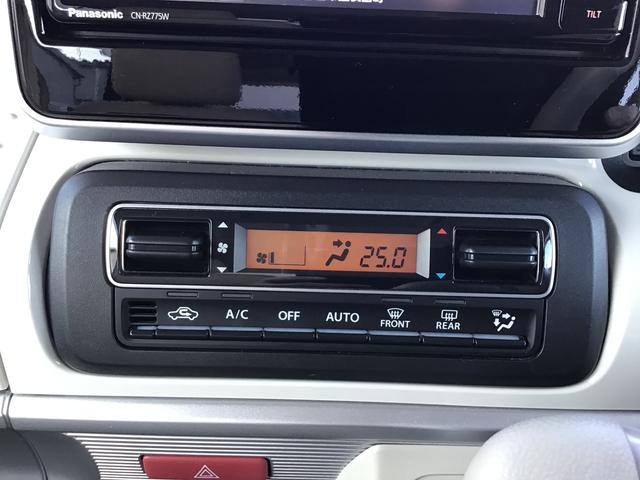 Panasonic
CN-RZ775W
TILT
25.0
A/C OFF AUTO FRONT REAR